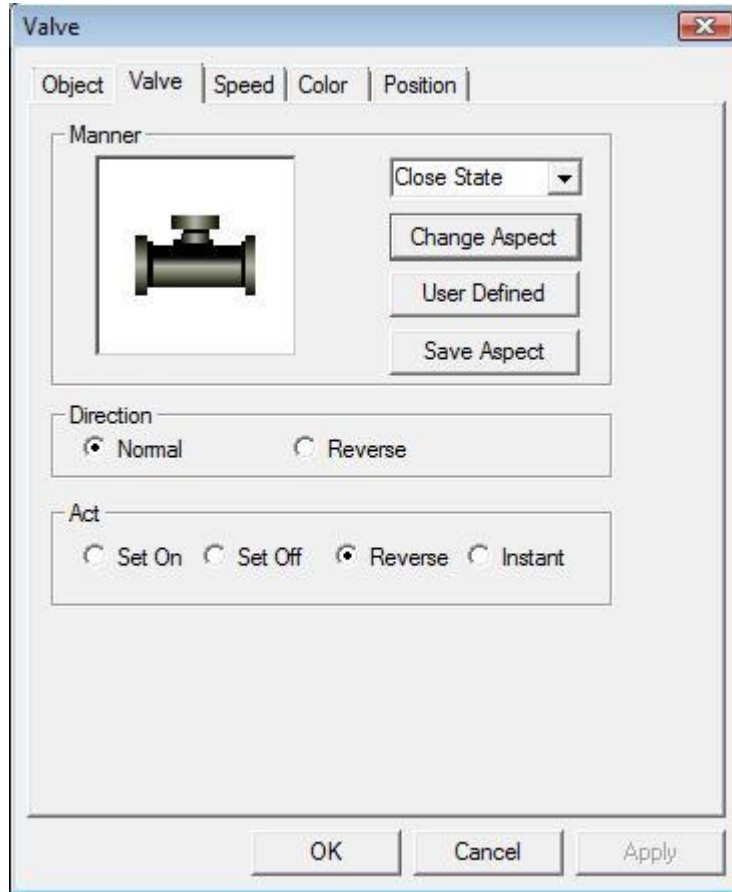 Valve
Object Valve Speed Color Position
Manner
Close State
Change Aspect
User Defined
Save Aspect
Direction
Normal Reverse
Act
Set On Set Off Reverse Instant
OK Cancel Apply